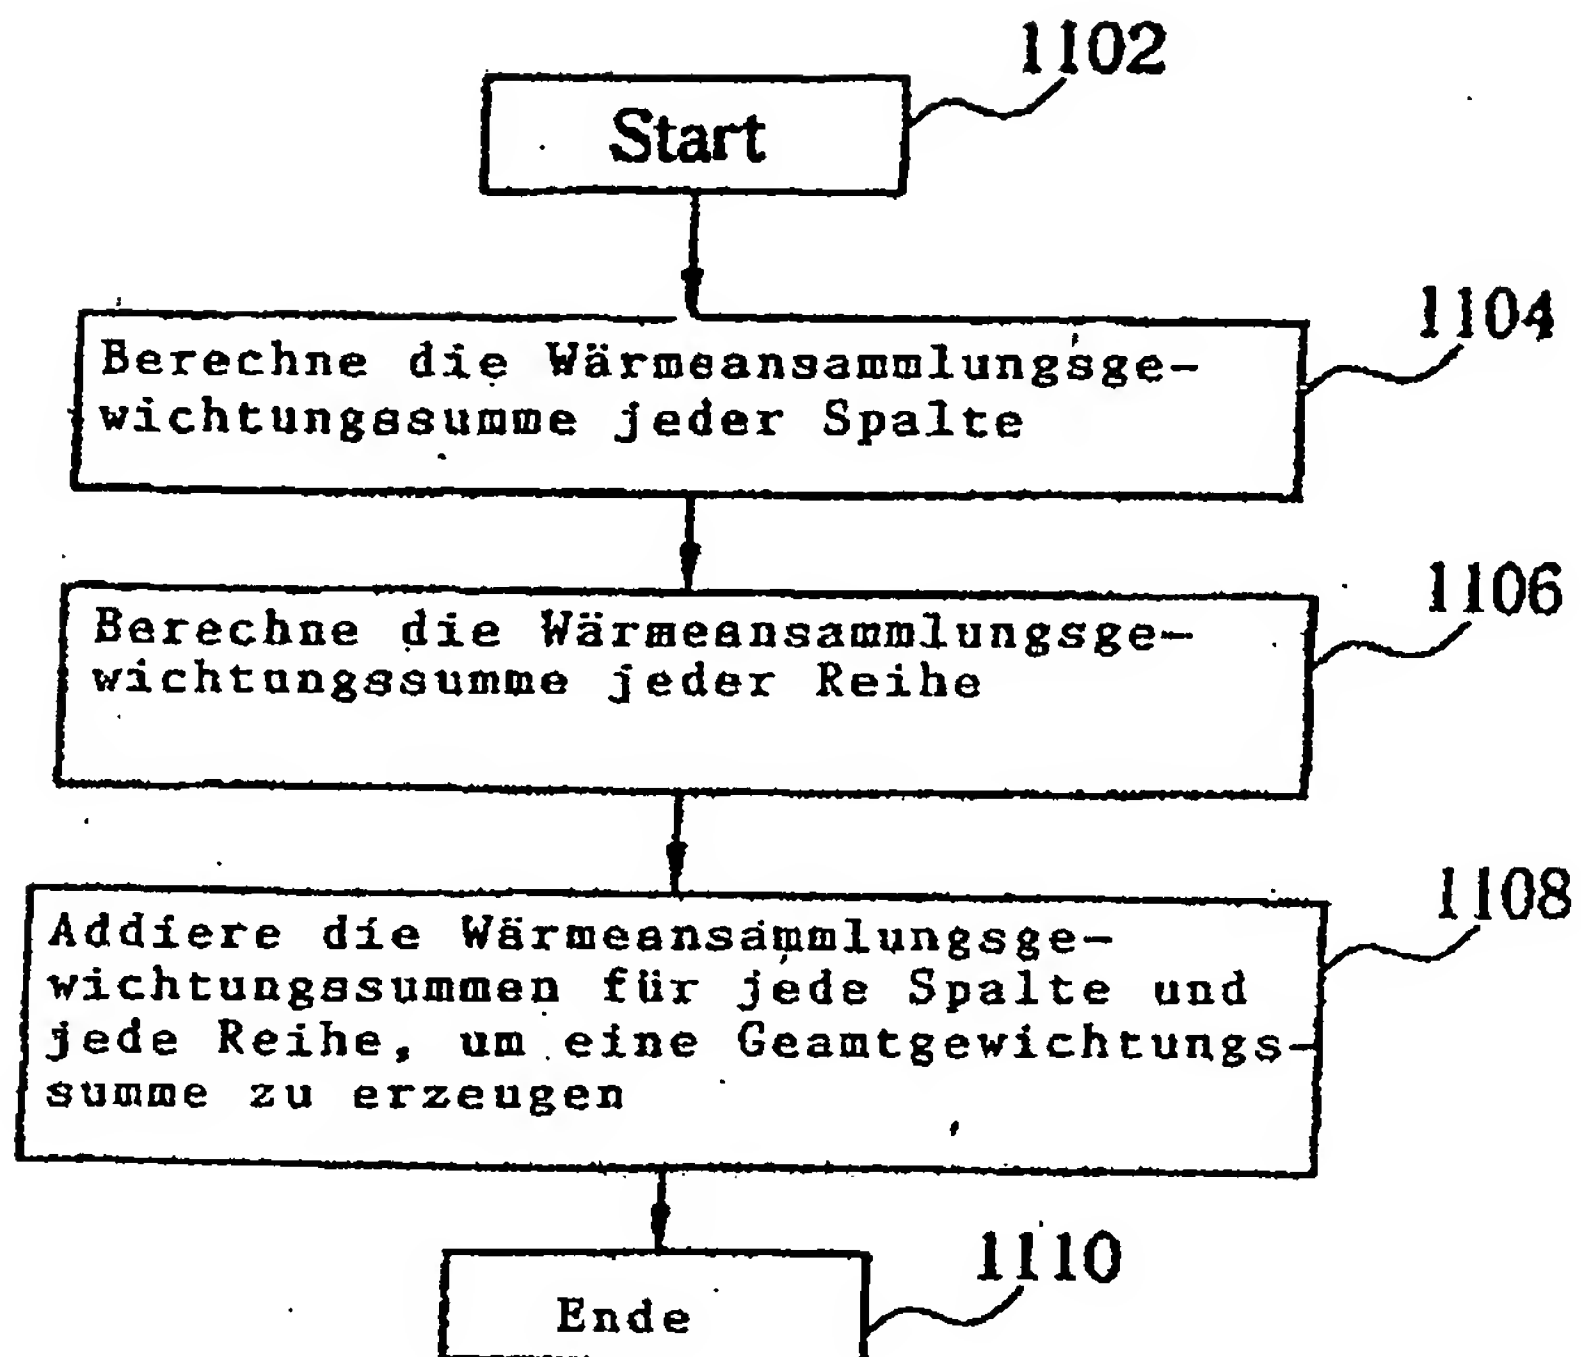 1102
Start
1104
Berechne die Wärmeansammlungsge-
wichtungssumme jeder Spalte
1106
Berechne die Wärmeansammlungsge-
wichtungssumme jeder Reihe
1108
Addiere die Wärmeansammlungsge-
wichtungssummen für jede Spalte und
jede Reihe, um eine Geamtgewichtungs-
summe zu erzeugen
1110
Ende